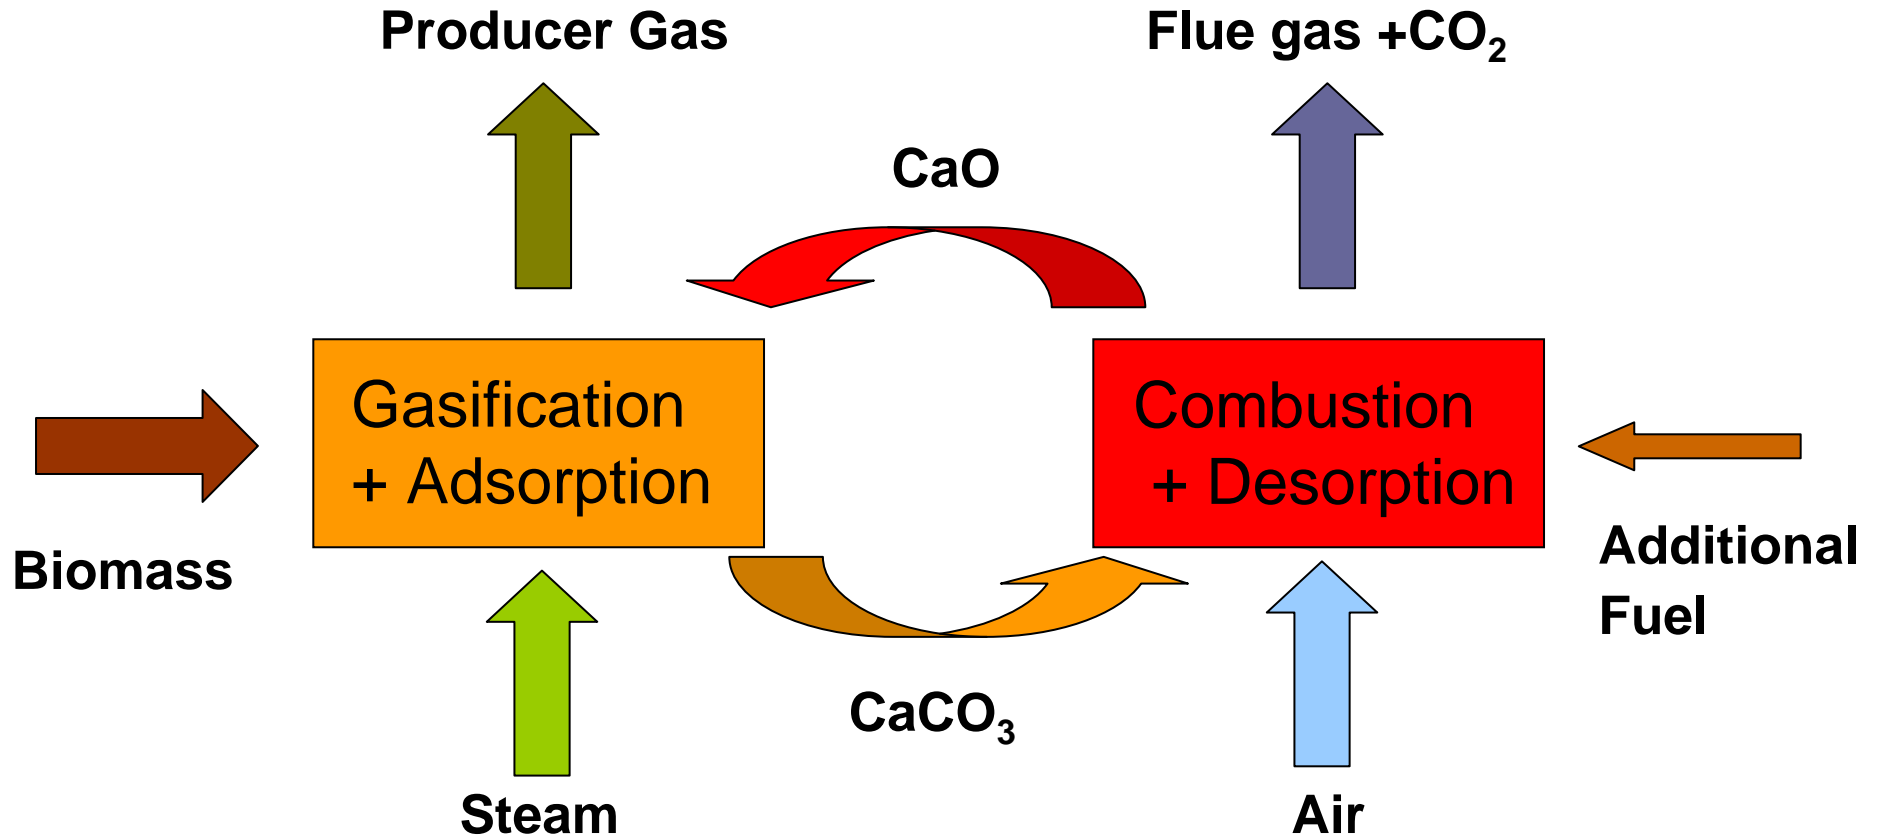 Producer Gas
Flue gas +CO₂
CaO
Gasification
+ Adsorption
Combustion
+ Desorption
Biomass
Additional
Fuel
CaCO₃
Steam
Air